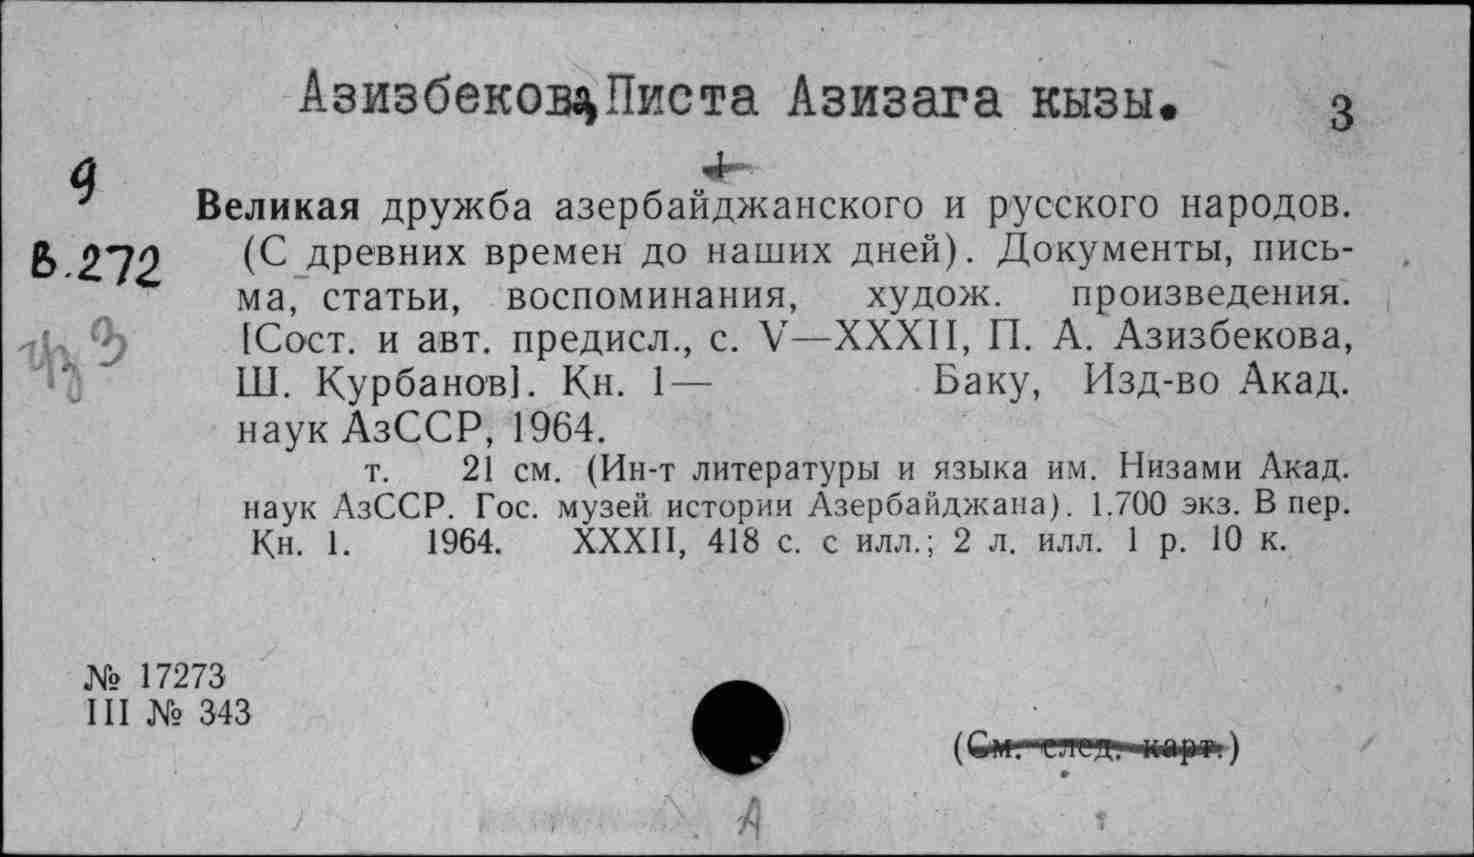 Азизбекова, Писта Азизага кызы. 3
9
В.272
Великая дружба азербайджанского и русского народов.
(С древних времен до наших дней). Документы, пись-
ма, статьи, воспоминания, худож. произведения.
[Сост. и авт. предисл., с. V—XXXII, П. А. Азизбекова,
Ш. Курбанов]. Кн. 1— Баку, Изд-во Акад.
наук АзССР, 1964.
т. 21 см. (Ин-т литературы и языка им. Низами Акад.
наук АзССР. Гос. музей истории Азербайджана). 1.700 экз. В пер.
Кн. 1. 1964. XXXII, 418 с. с илл.; 2 л. илл. 1 р. 10 к.
№ 17273
III № 343
(См. след. карт.)
А